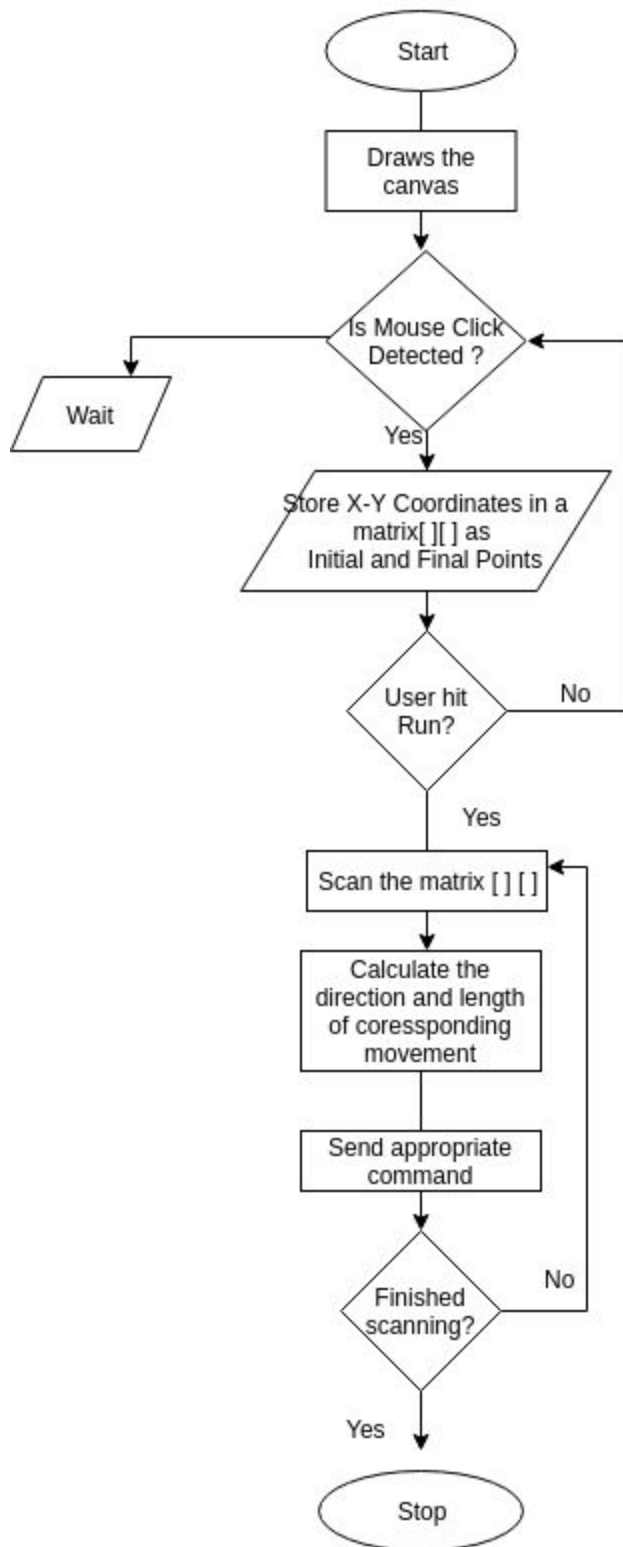 Start
Draws the
canvas
Is Mouse Click
Detected ?
Wait
Yes
Store X-Y Coordinates in a
matrix[ ][ ] as
Initial and Final Points
User hit
Run?
No
Yes
Scan the matrix [ ] [ ]
Calculate the
direction and length
of coressponding
movement
Send appropriate
command
Finished
scanning?
No
Yes
Stop